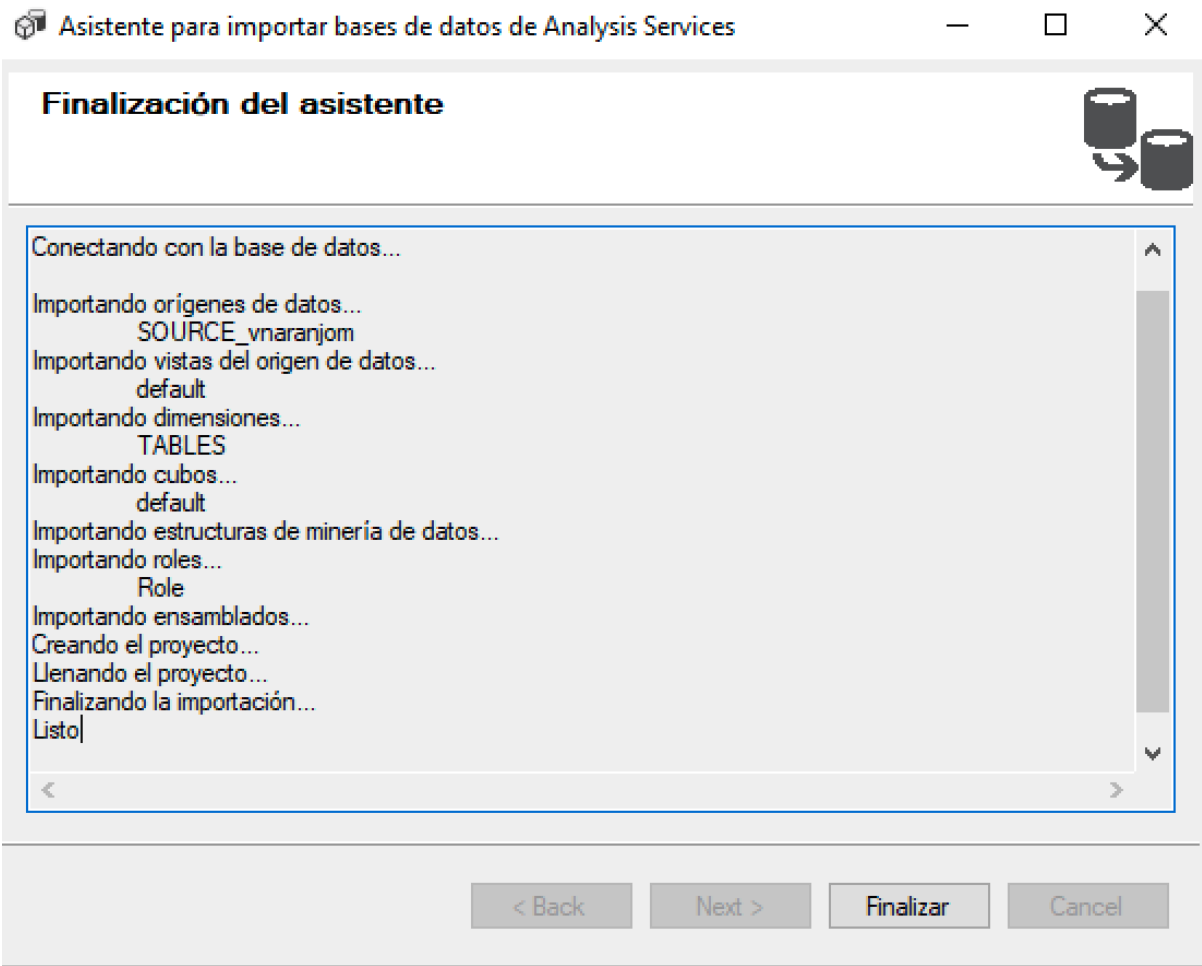 Asistente para importar bases de datos de Analysis Services
Finalización del asistente
Conectando con la base de datos...
Importando orígenes de datos...
SOURCE_vnaranjom
Importando vistas del origen de datos...
default
Importando dimensiones...
TABLES
Importando cubos...
default
Importando estructuras de minería de datos...
Importando roles...
Role
Importando ensamblados...
Creando el proyecto...
Llenando el proyecto...
Finalizando la importación...
Listo
< Back Next > Finalizar Cancel